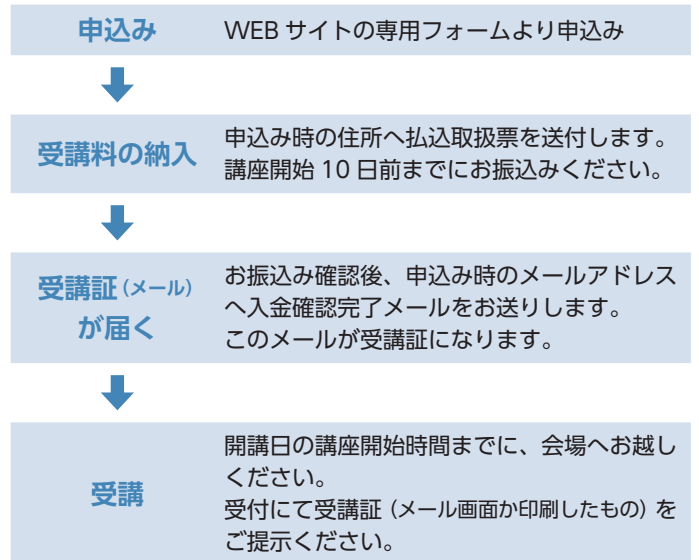 申込み
WEB サイトの専用フォームより申込み
受講料の納入
申込み時の住所へ払込取扱票を送付します。
講座開始 10 日前までにお振込みください。
受講証（メール）
が届く
お振込み確認後、申込み時のメールアドレス
へ入金確認完了メールをお送りします。
このメールが受講証になります。
受講
開講日の講座開始時間までに、会場へお越し
ください。
受付にて受講証（メール画面か印刷したもの）を
ご提示ください。